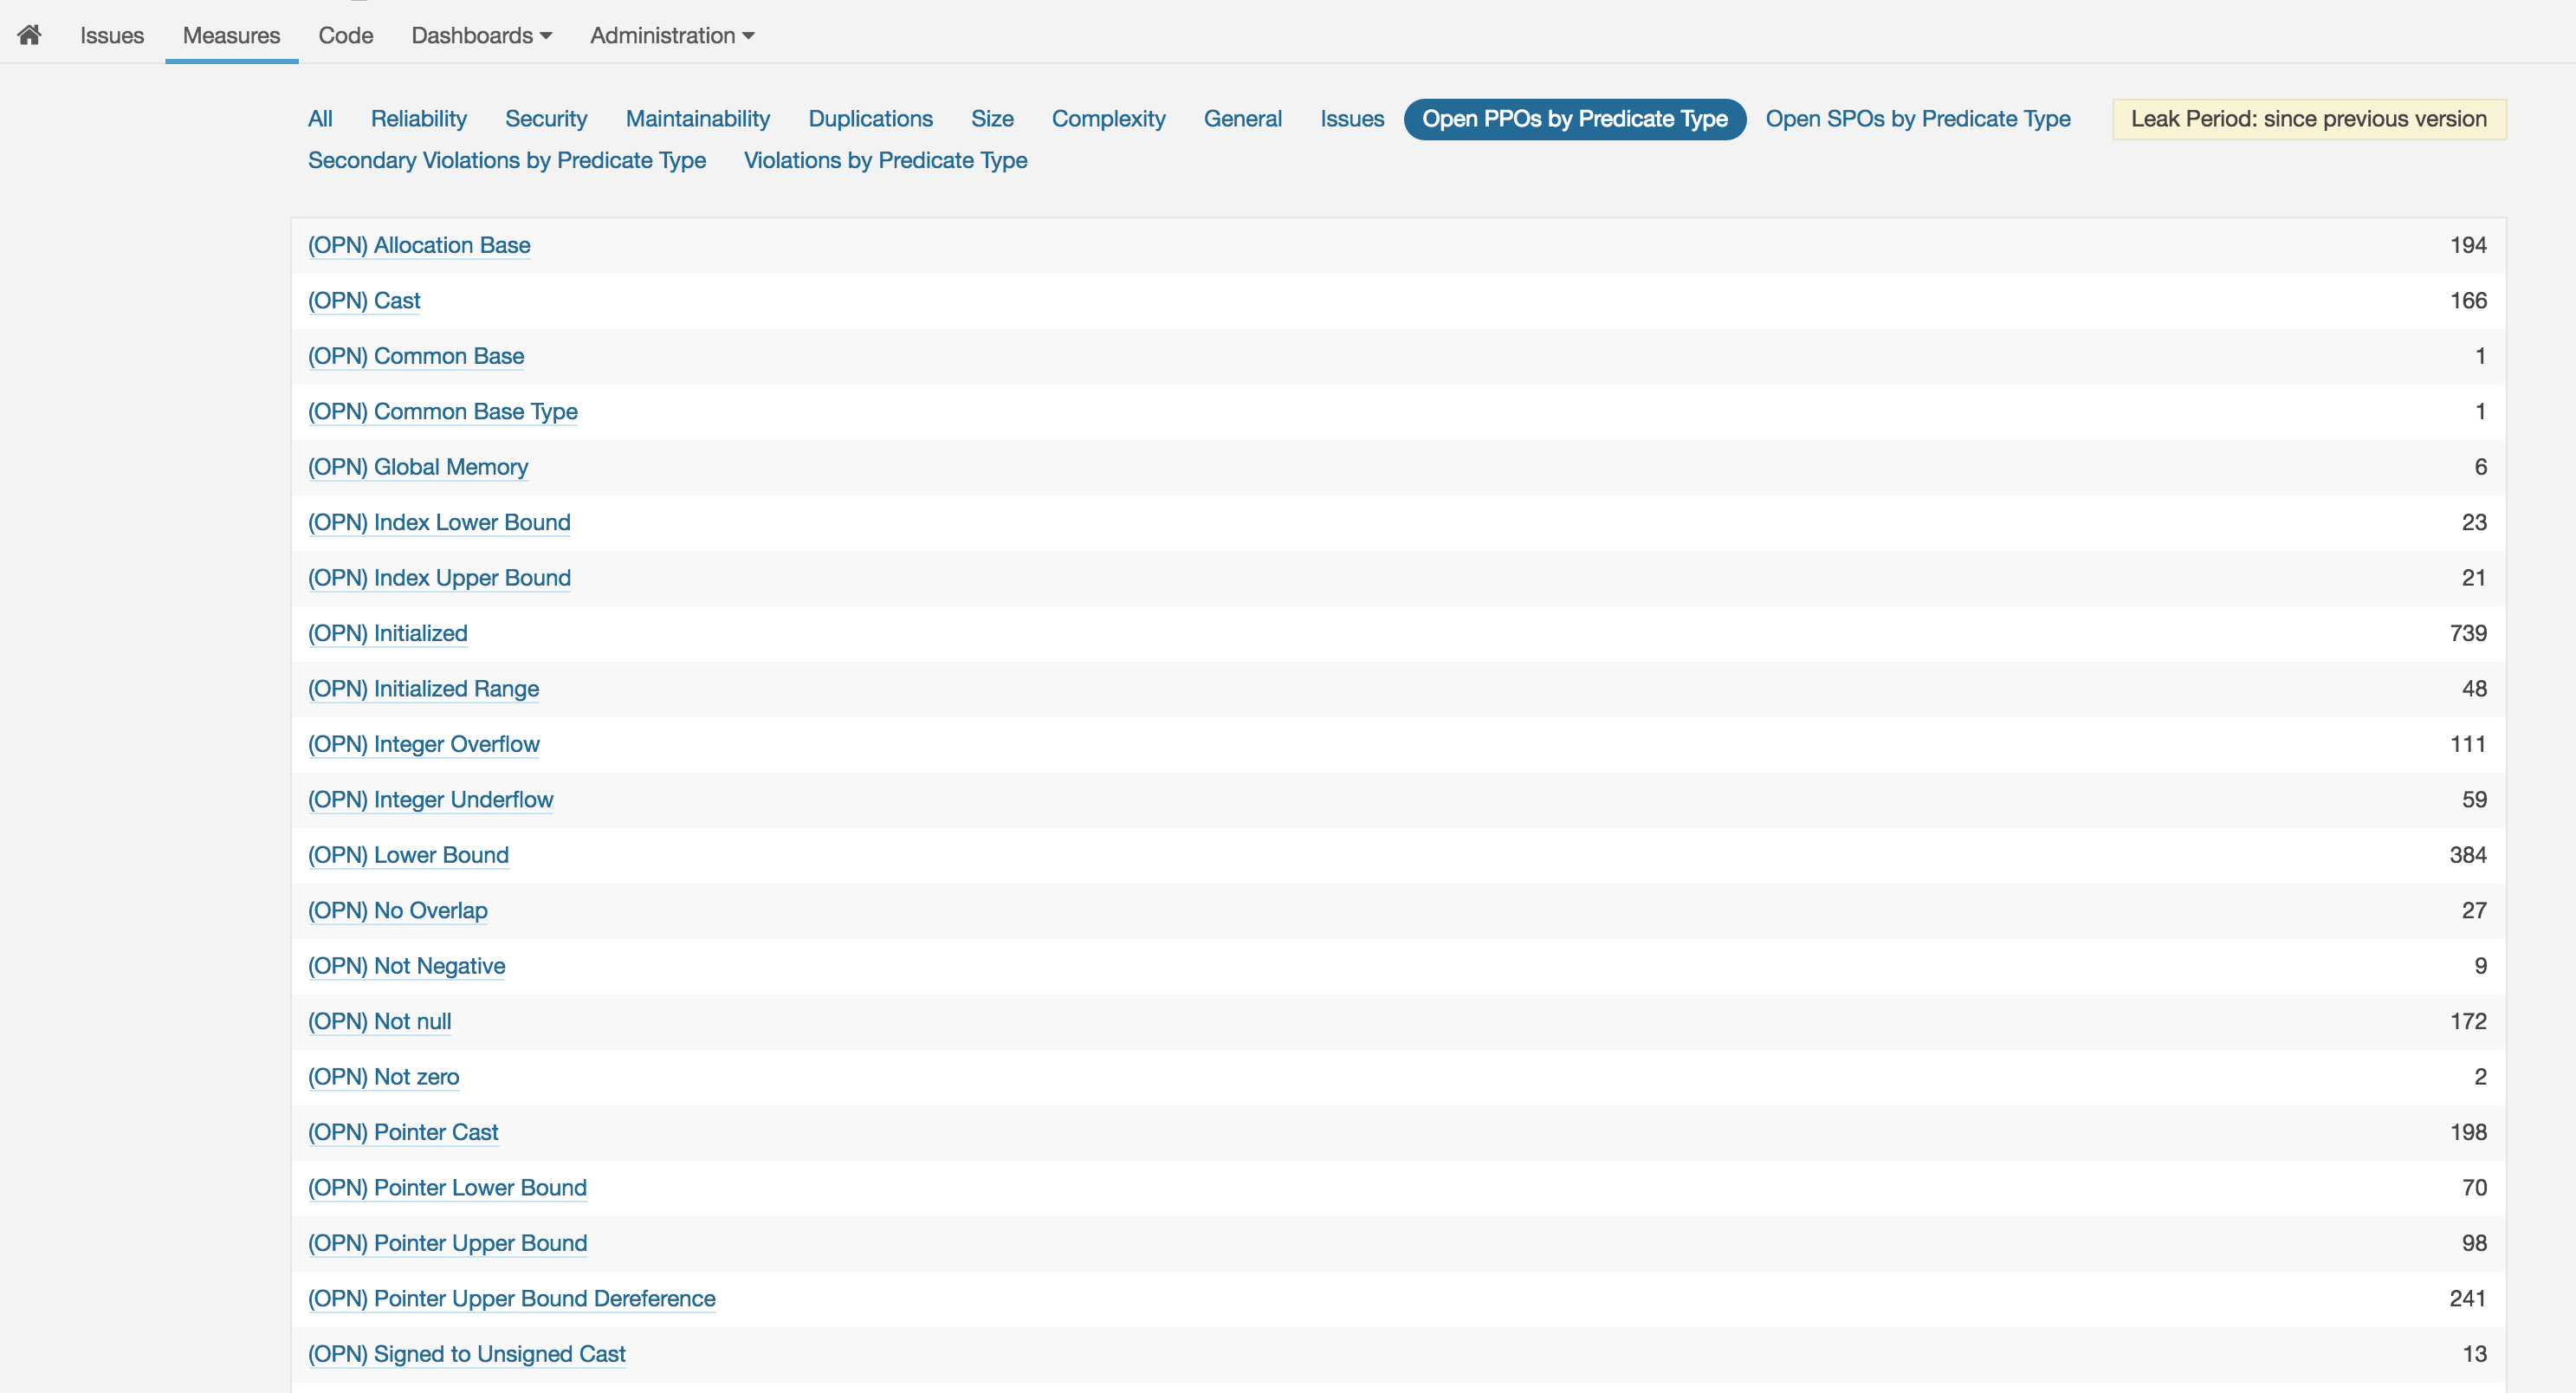 Issues Measures Code Dashboards Administration
All Reliability Security Maintainability Duplications Size Complexity General Issues Open PPOs by Predicate Type Open SPOs by Predicate Type Leak Period: since previous version
Secondary Violations by Predicate Type Violations by Predicate Type
(OPN) Allocation Base 194
(OPN) Cast 166
(OPN) Common Base 1
(OPN) Common Base Type 1
(OPN) Global Memory 6
(OPN) Index Lower Bound 23
(OPN) Index Upper Bound 21
(OPN) Initialized 739
(OPN) Initialized Range 48
(OPN) Integer Overflow 111
(OPN) Integer Underflow 59
(OPN) Lower Bound 384
(OPN) No Overlap 27
(OPN) Not Negative 9
(OPN) Not null 172
(OPN) Not zero 2
(OPN) Pointer Cast 198
(OPN) Pointer Lower Bound 70
(OPN) Pointer Upper Bound 98
(OPN) Pointer Upper Bound Dereference 241
(OPN) Signed to Unsigned Cast 13